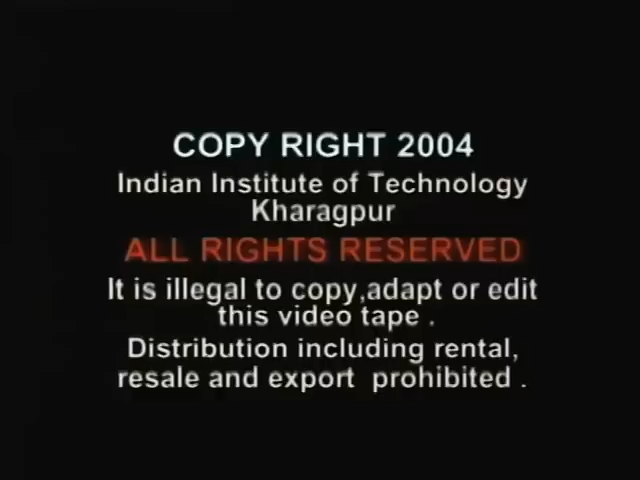 COPY RIGHT 2004
Indian Institute of Technology
Kharagpur
ALL RIGHTS RESERVED
It is illegal to copy,adapt or edit
this video tape .
Distribution including rental,
resale and export prohibited .